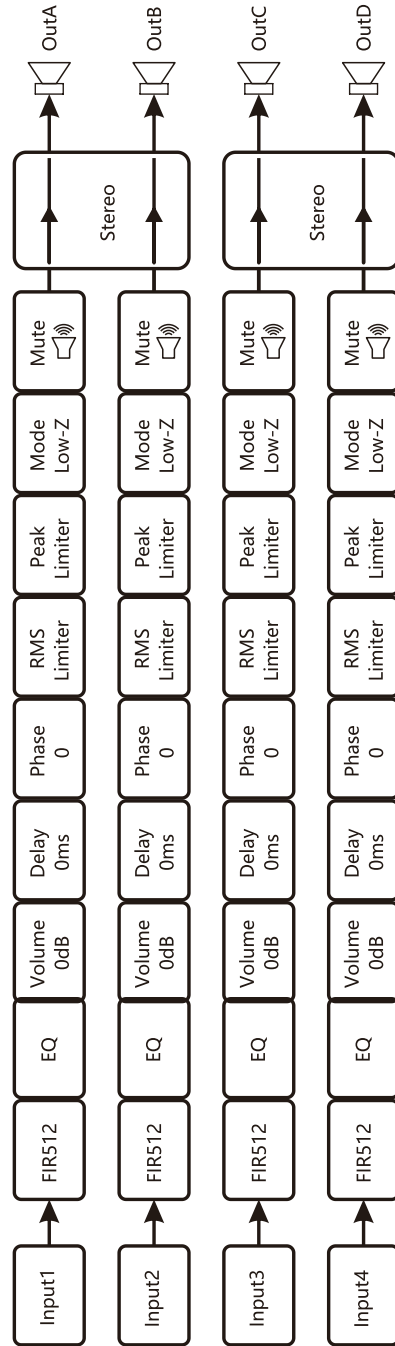 Input1
FIR512
EQ
Volume
0dB
Delay
0ms
Phase
0
RMS
Limiter
Peak
Limiter
Mode
Low-Z
Mute
OutA
Input2
FIR512
EQ
Volume
0dB
Delay
0ms
Phase
0
RMS
Limiter
Peak
Limiter
Mode
Low-Z
Mute
Stereo
OutB
Input3
FIR512
EQ
Volume
0dB
Delay
0ms
Phase
0
RMS
Limiter
Peak
Limiter
Mode
Low-Z
Mute
OutC
Input4
FIR512
EQ
Volume
0dB
Delay
0ms
Phase
0
RMS
Limiter
Peak
Limiter
Mode
Low-Z
Mute
Stereo
OutD